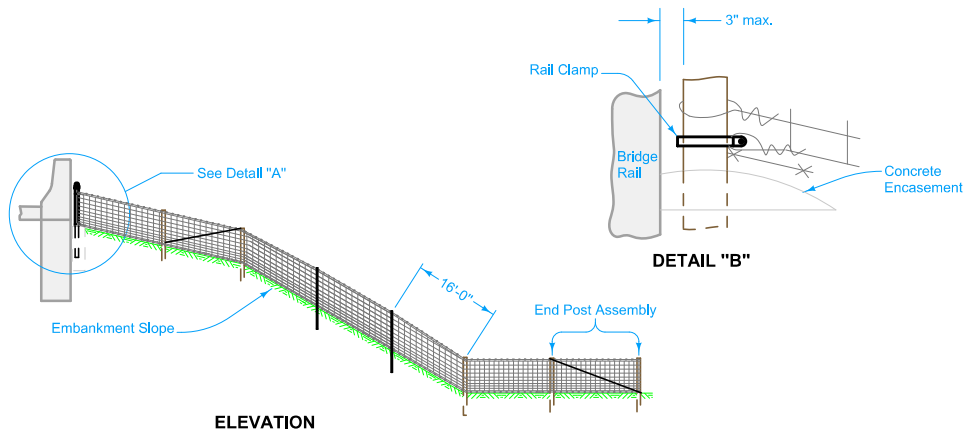 3" max.
Rail Clamp
Bridge
Rail
Concrete
Encasement
DETAIL "B"
See Detail "A"
16'-0"
End Post Assembly
Embankment Slope
ELEVATION